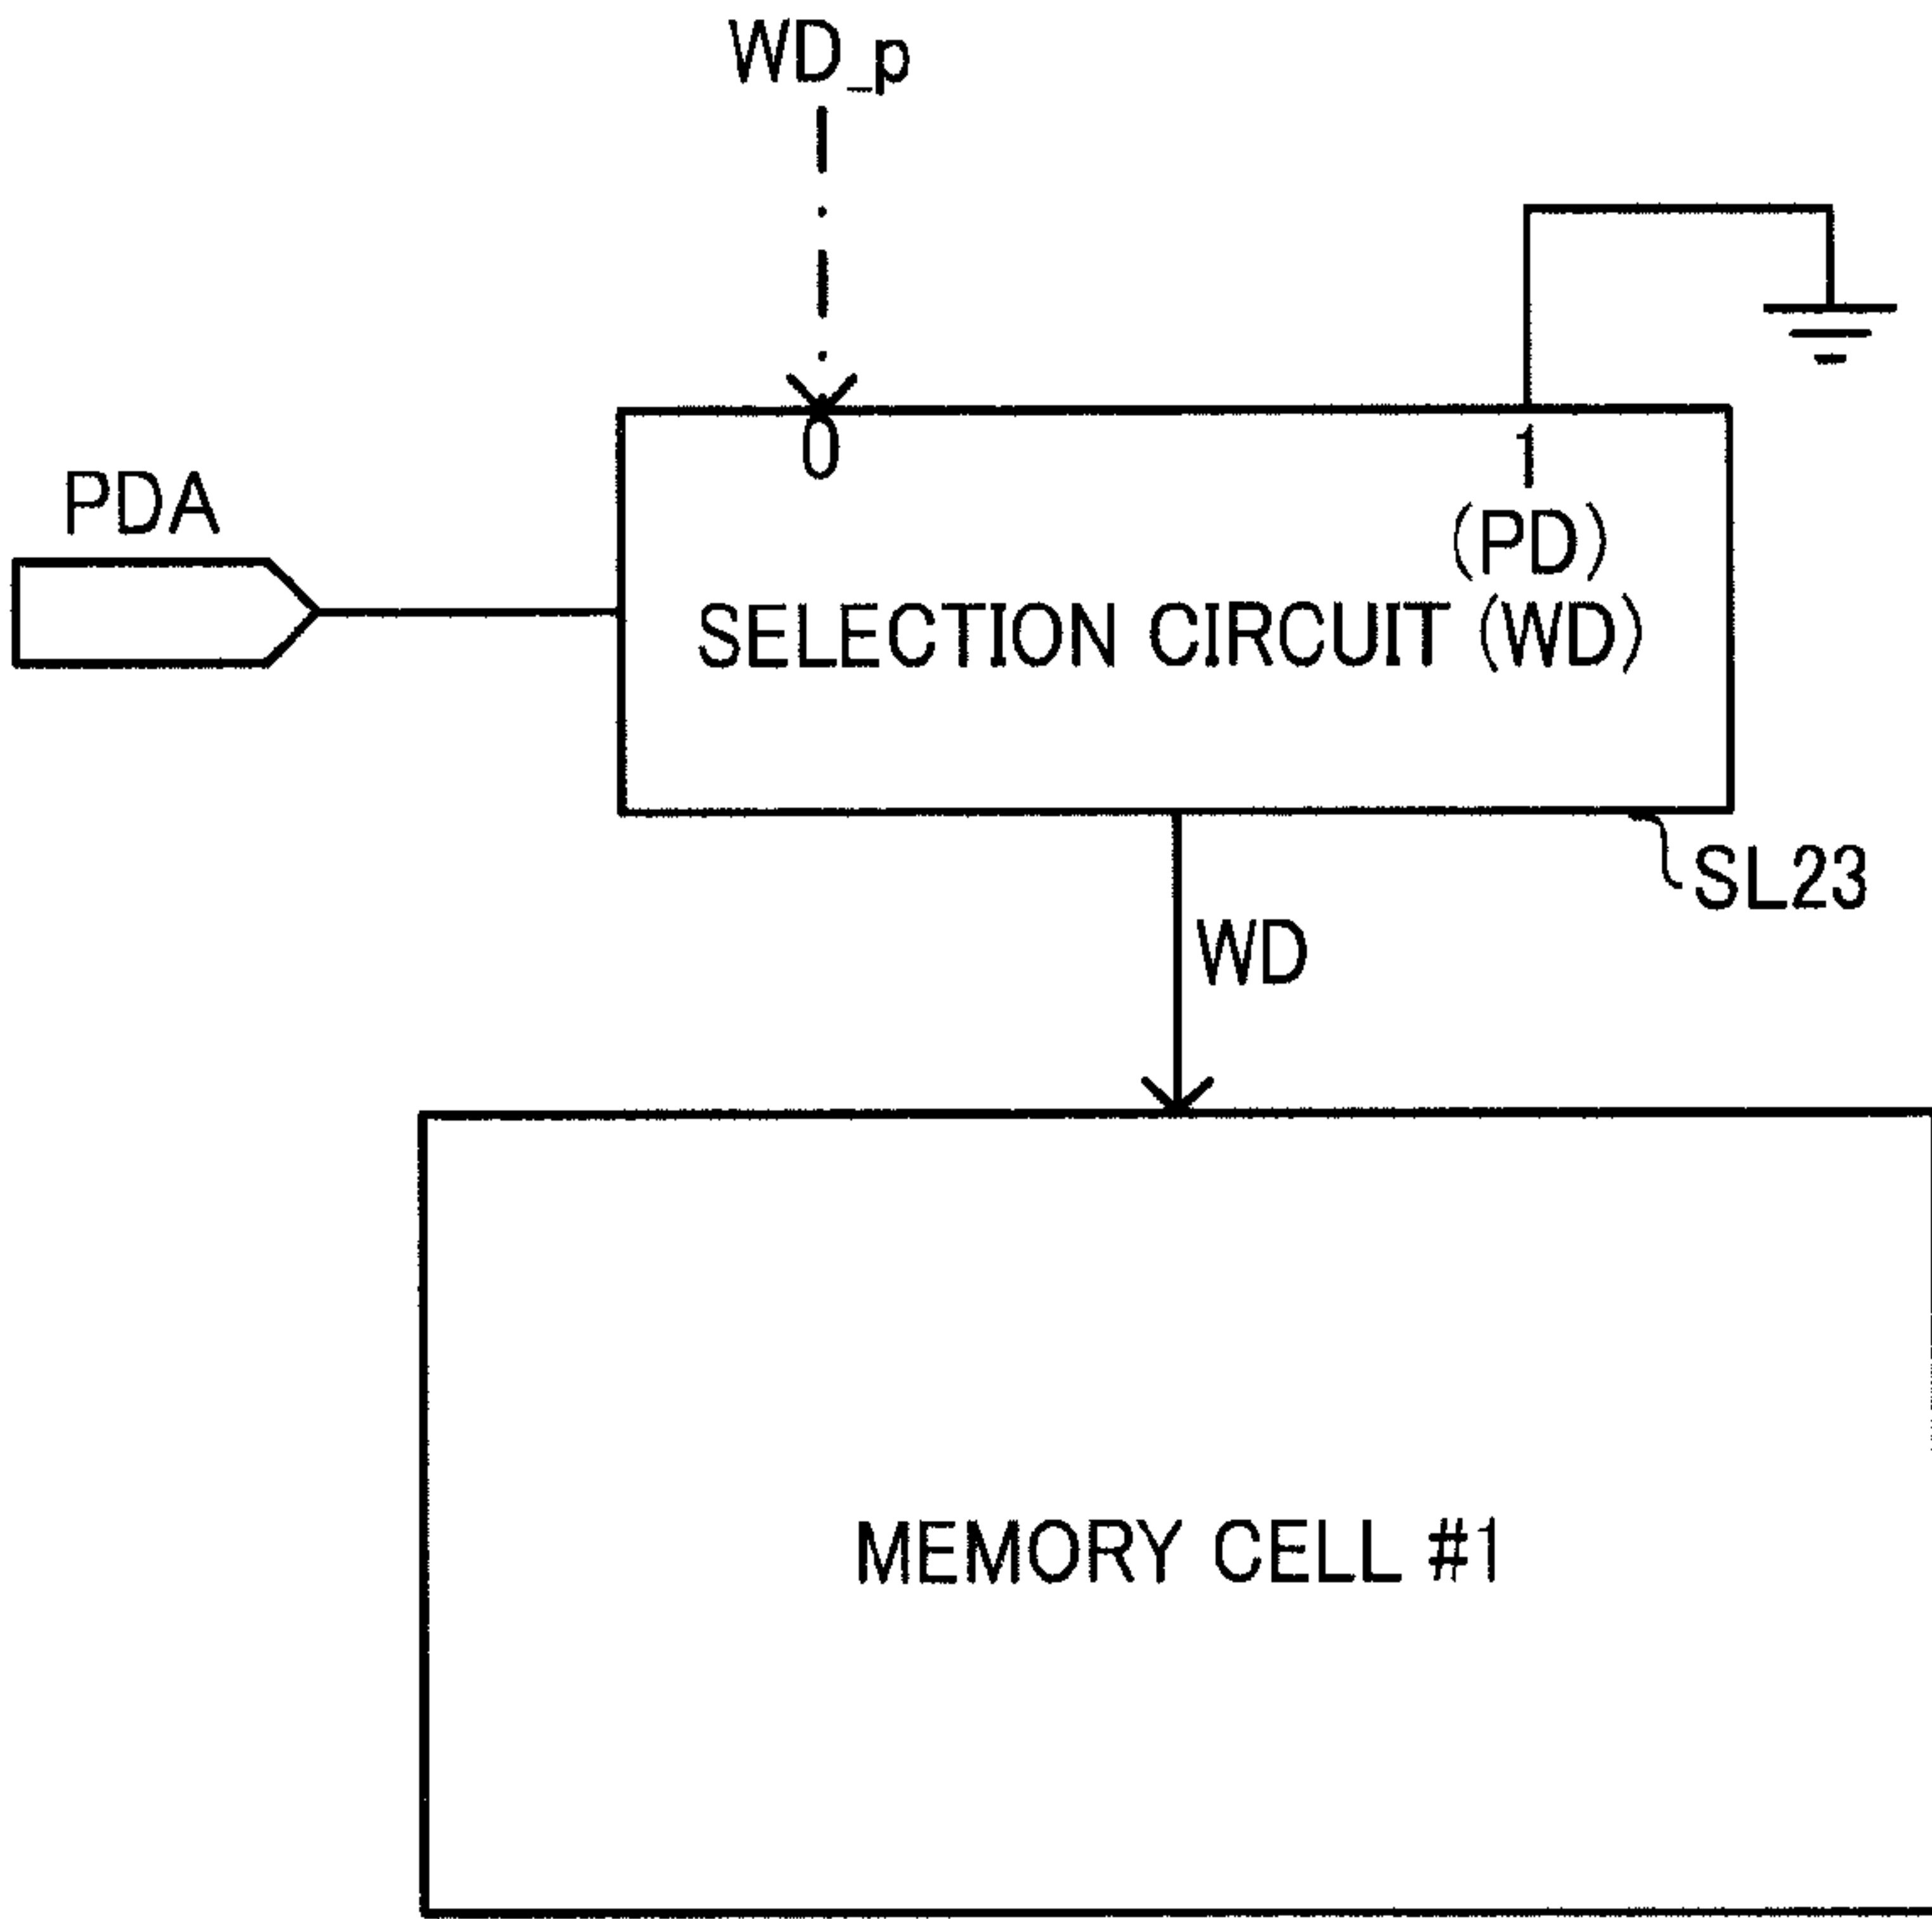 WD_p
0
1
PDA
(PD)
SELECTION CIRCUIT (WD)
SL23
WD
MEMORY CELL #1